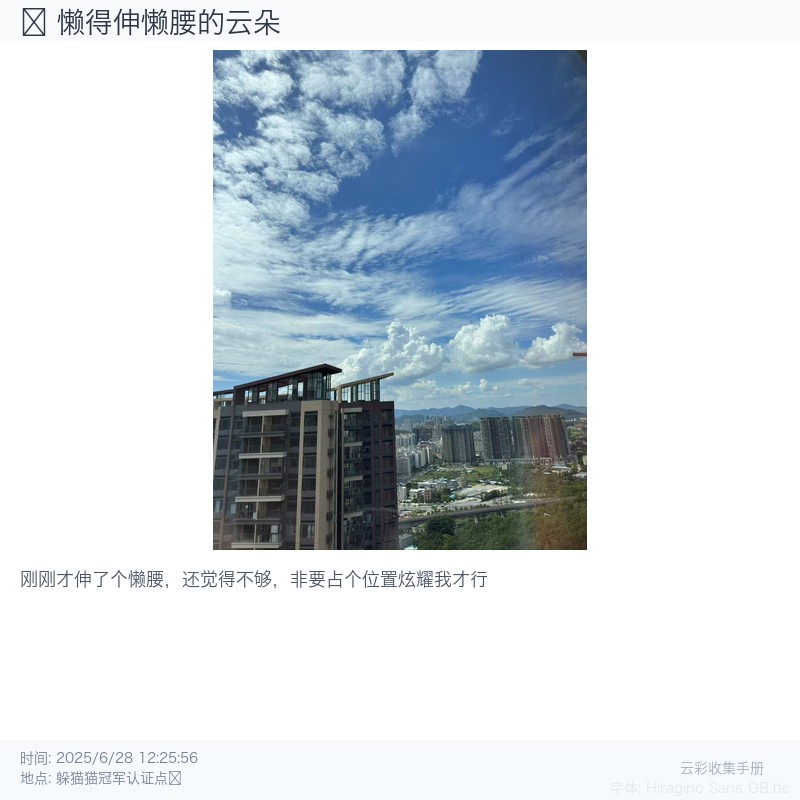 懒得伸懒腰的云朵
刚刚才伸了个懒腰，还觉得不够，非要占个位置炫耀我才行
时间: 2025/6/28 12:25:56
地点: 躲猫猫冠军认证点
云彩收集手册
字体: Hiragino Sans GB.ttc